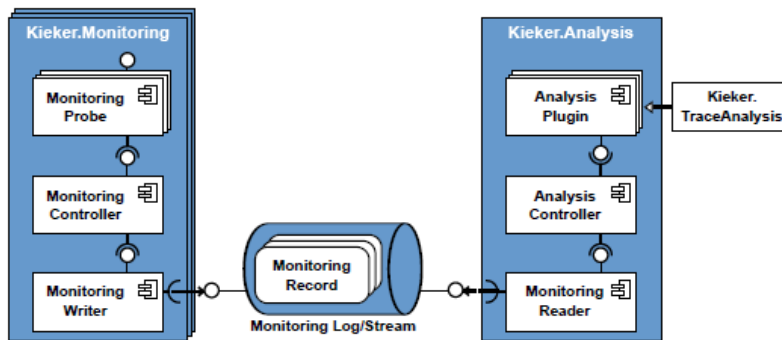 Kieker.Monitoring
Monitoring
Probe
Monitoring
Controller
Monitoring
Writer
Monitoring
Record
Monitoring Log/Stream
Kieker.Analysis
Analysis
Plugin
Analysis
Controller
Monitoring
Reader
Kieker.
TraceAnalysis